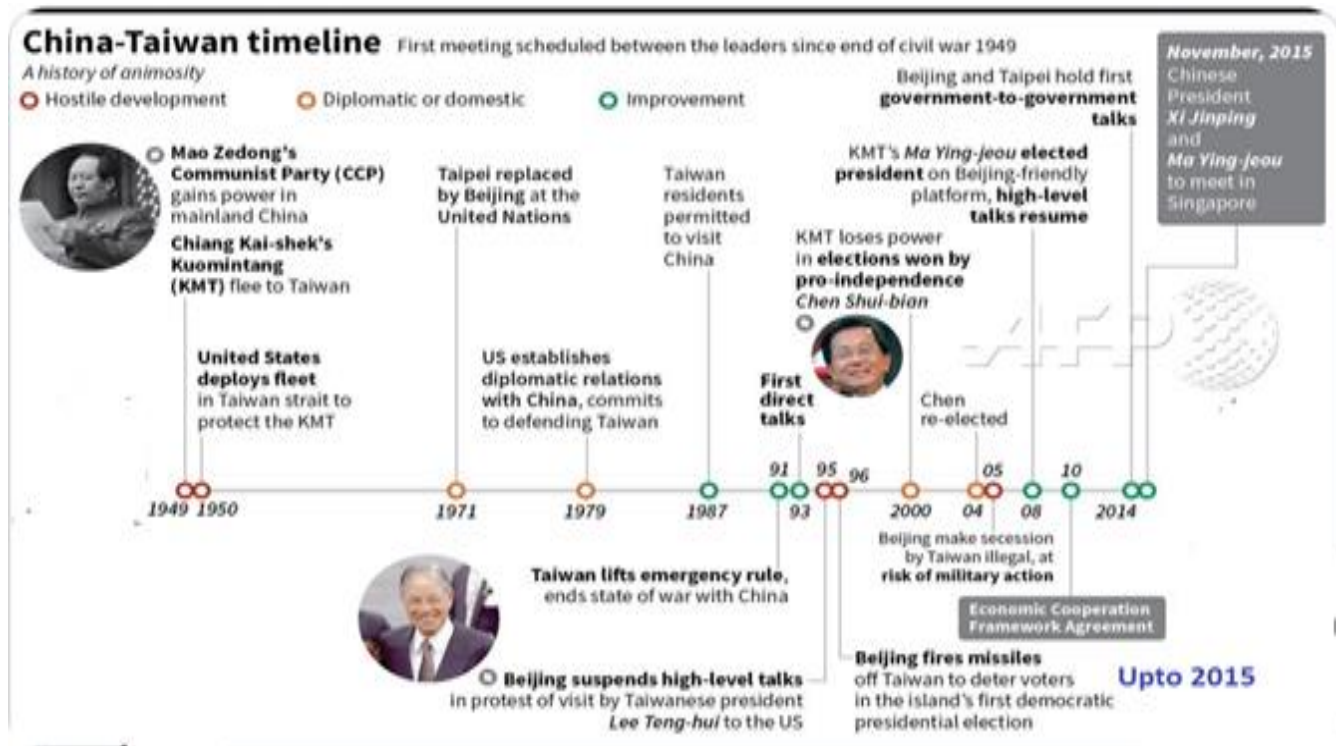 China-Taiwan timeline First meeting scheduled between the leaders since end of civil war 1949
A history of animosity
Hostile development Diplomatic or domestic Improvement
Mao Zedong's
Communist Party (CCP)
gains power in
mainland China
Chiang Kai-shek's
Kuomintang
(KMT) flee to Taiwan
United States
deploys fleet
in Taiwan strait to
protect the KMT
Taipei replaced
by Beijing at the
United Nations
US establishes
diplomatic relations
with China, commits
to defending Taiwan
Taiwan
residents
permitted
to visit
China
First
direct
talks
KMT loses power
in elections won by
pro-independence
Chen Shui-bian
Chen
re-elected
KMT's Ma Ying-jeou elected
president on Beijing-friendly
platform, high-level
talks resume
Beijing and Taipei hold first
government-to-government
talks
November, 2015
Chinese
President
Xi Jinping
and
Ma Ying-jeou
to meet in
Singapore
AFP
91 95 96 05 10
1949 1950 1971 1979 1987 93 2000 04 08 2014
Taiwan lifts emergency rule,
ends state of war with China
Beijing make secession
by Taiwan illegal, at
risk of military action
Economic Cooperation
Framework Agreement
Beijing suspends high-level talks
in protest of visit by Taiwanese president
Lee Teng-hui to the US
Beijing fires missiles
off Taiwan to deter voters
in the island's first democratic
presidential election
Upto 2015